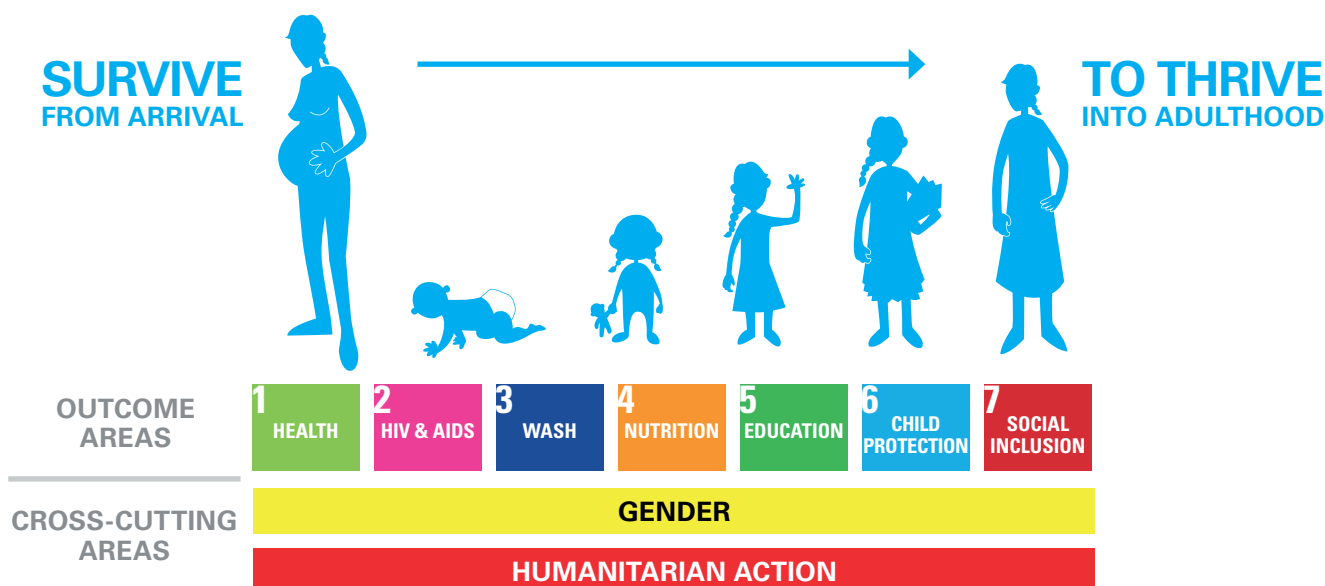 SURVIVE
FROM ARRIVAL
TO THRIVE
INTO ADULTHOOD
OUTCOME
AREAS
1
HEALTH
2
HIV & AIDS
3
WASH
4
NUTRITION
5
EDUCATION
6
CHILD
PROTECTION
7
SOCIAL
INCLUSION
CROSS-CUTTING
AREAS
GENDER
HUMANITARIAN ACTION